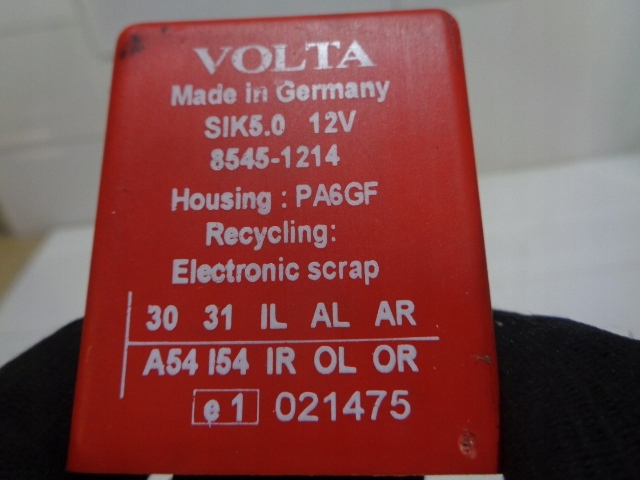 VOLTA
Made in Germany
SIK5.0 12V
8545-1214
Housing : PA6GF
Recycling:
Electronic scrap
30 31 IL AL AR
A54 I54 IR OL OR
e1 021475